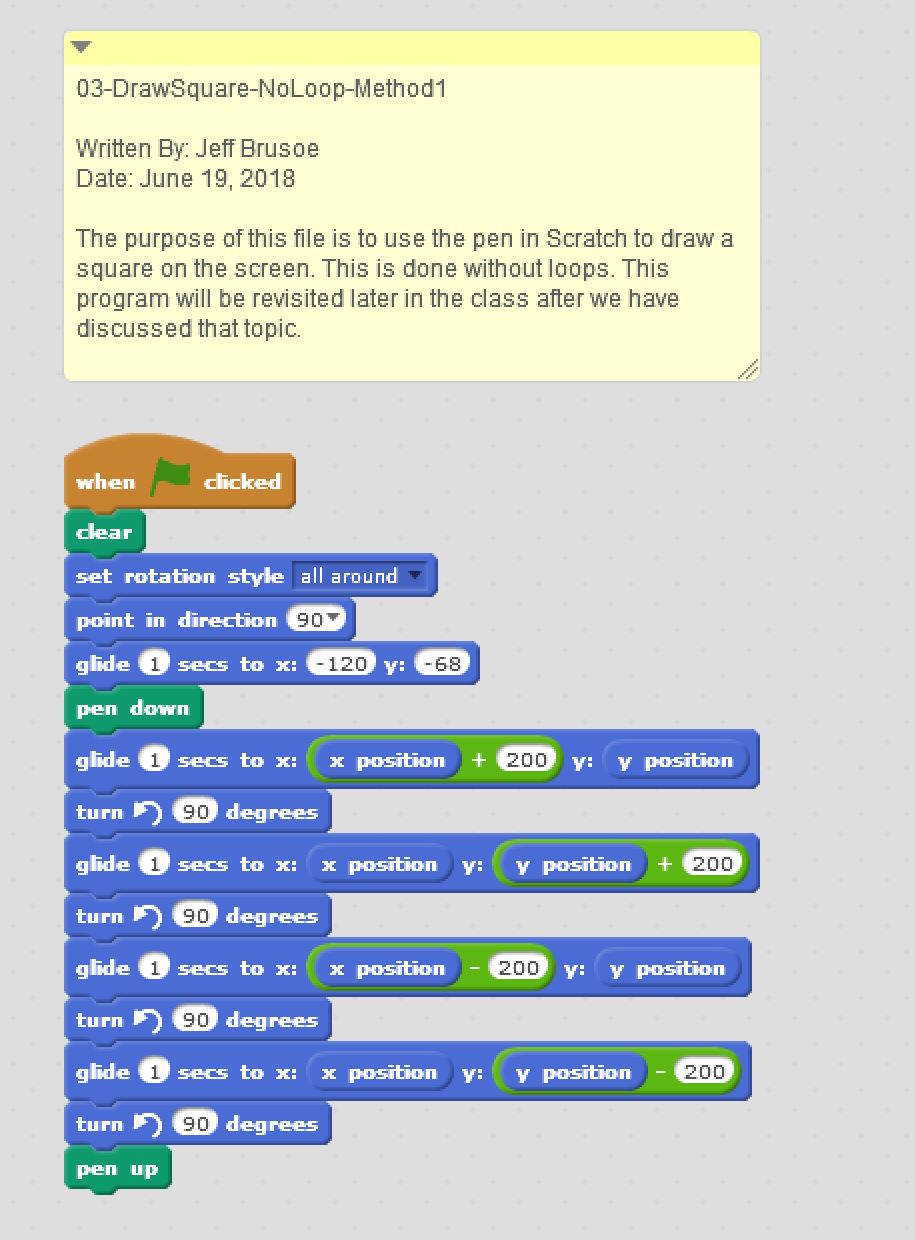 03-DrawSquare-NoLoop-Method1
Written By: Jeff Brusoe
Date: June 19, 2018
The purpose of this file is to use the pen in Scratch to draw a
square on the screen. This is done without loops. This
program will be revisited later in the class after we have
discussed that topic.
when clicked
clear
set rotation style all around
point in direction 90
glide 1 secs to x: -120 y: -68
pen down
glide 1 secs to x: x position + 200 y: y position
turn 90 degrees
glide 1 secs to x: x position y: y position + 200
turn 90 degrees
glide 1 secs to x: x position - 200 y: y position
turn 90 degrees
glide 1 secs to x: x position y: y position - 200
turn 90 degrees
pen up